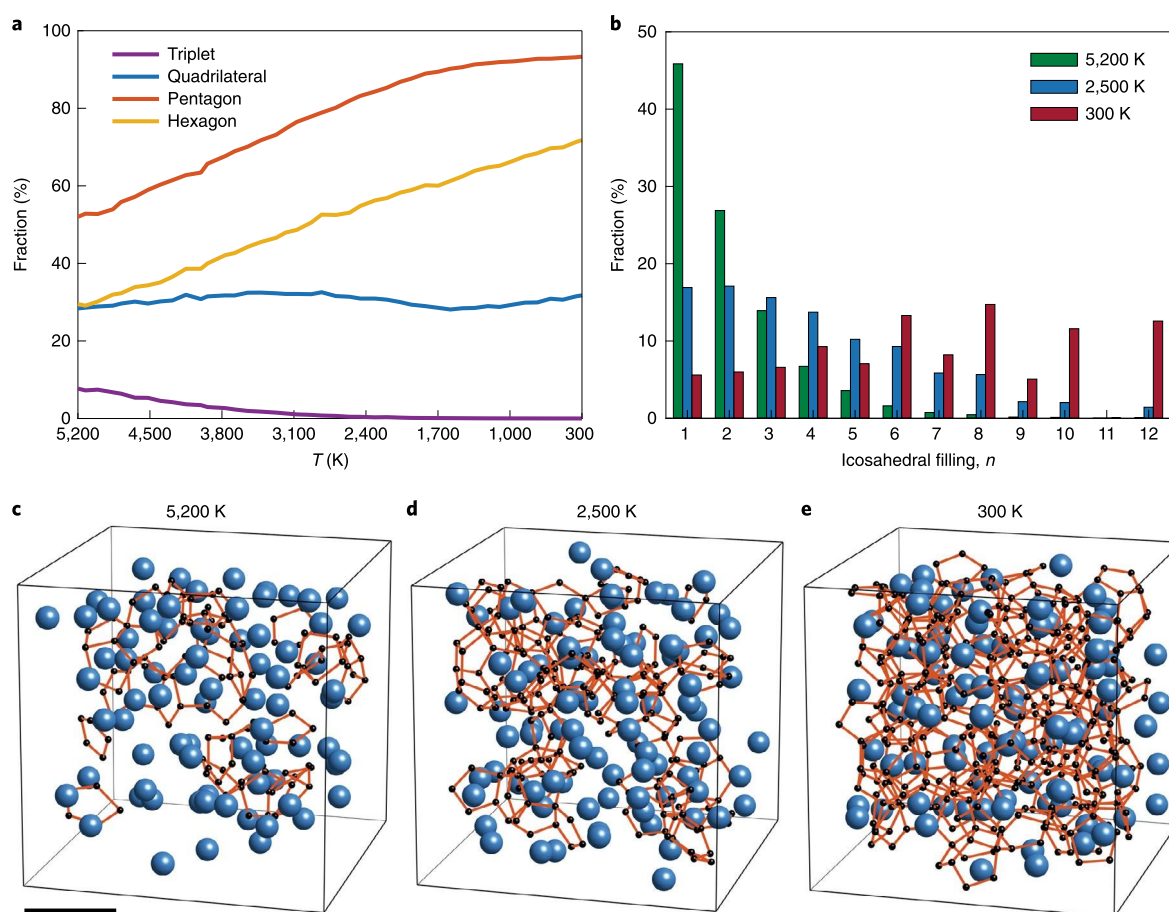 a
100
80
60
40
20
0
Fraction (%)
Triplet
Quadrilateral
Pentagon
Hexagon
5,200 4,500 3,800 3,100 2,400 1,700 1,000 300
T (K)
b
50
40
30
20
10
0
Fraction (%)
5,200 K
2,500 K
300 K
1 2 3 4 5 6 7 8 9 10 11 12
Icosahedral filling, n
c 5,200 K
d 2,500 K
e 300 K